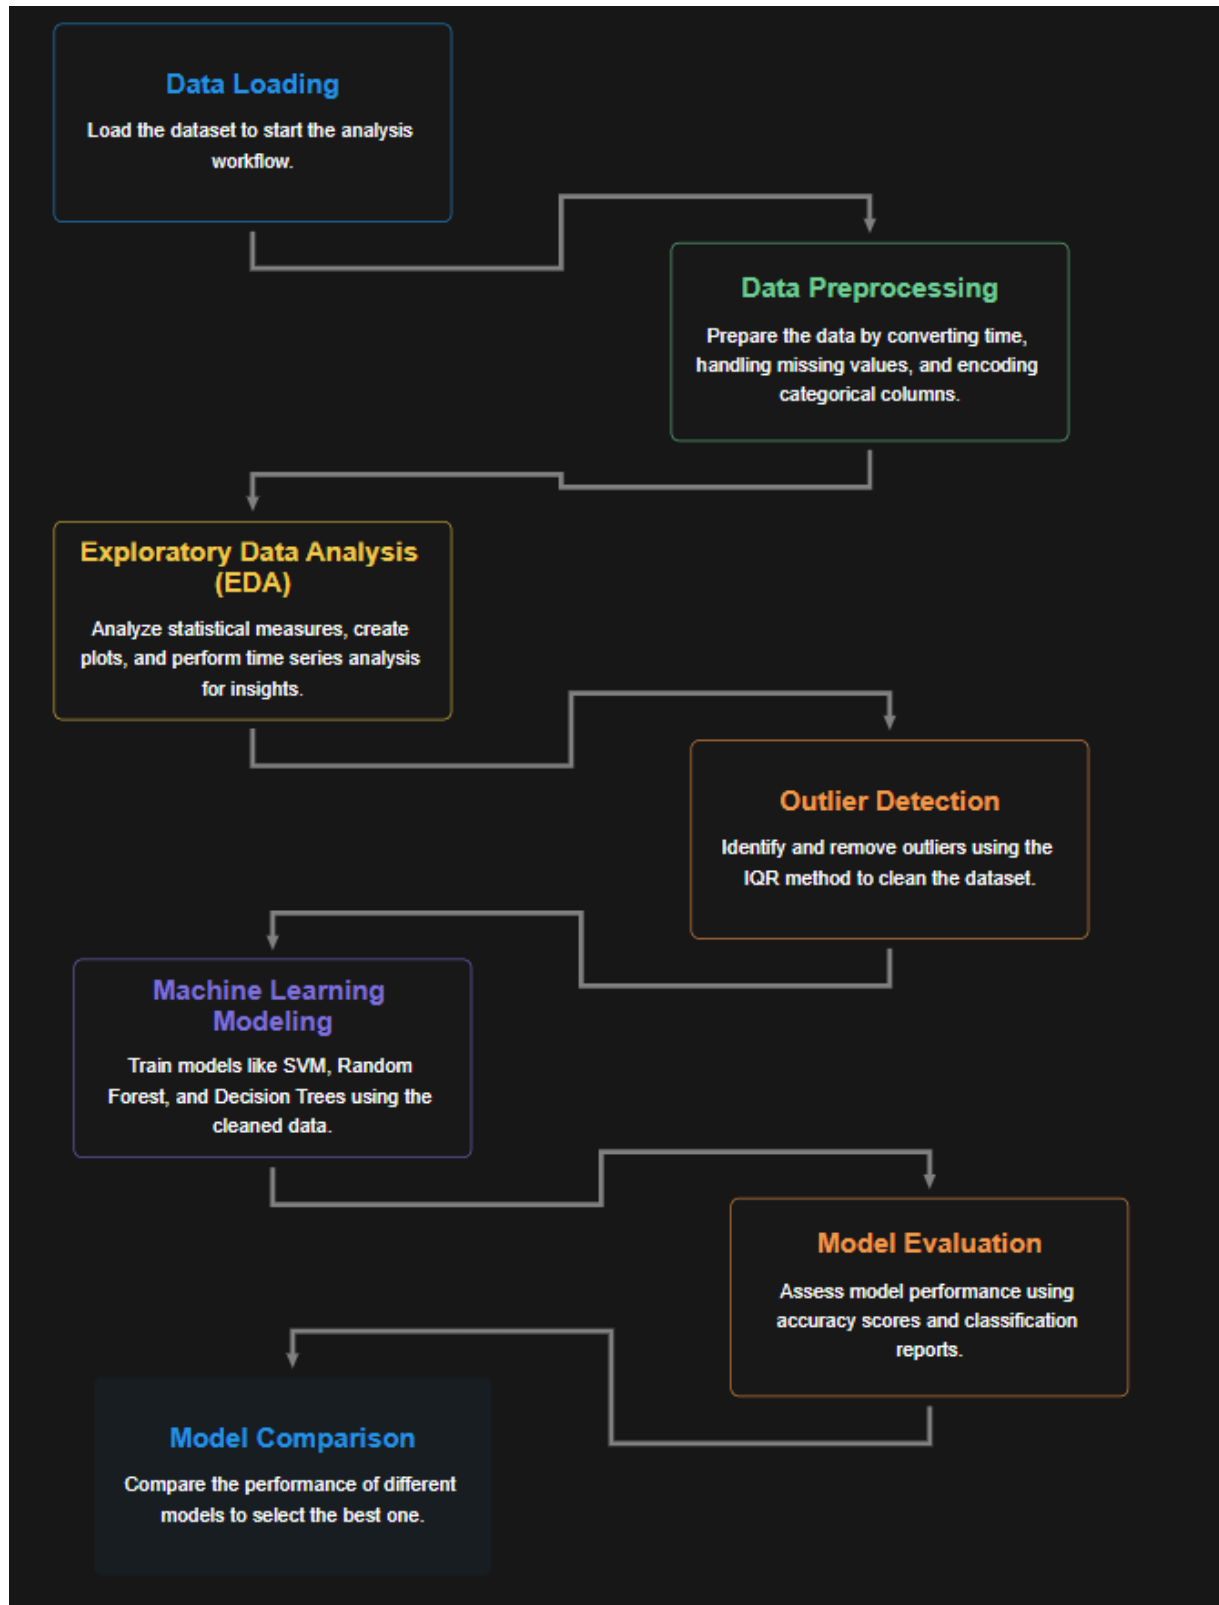 Data Loading
Load the dataset to start the analysis
workflow.
Data Preprocessing
Prepare the data by converting time,
handling missing values, and encoding
categorical columns.
Exploratory Data Analysis
(EDA)
Analyze statistical measures, create
plots, and perform time series analysis
for insights.
Outlier Detection
Identify and remove outliers using the
IQR method to clean the dataset.
Machine Learning
Modeling
Train models like SVM, Random
Forest, and Decision Trees using the
cleaned data.
Model Evaluation
Assess model performance using
accuracy scores and classification
reports.
Model Comparison
Compare the performance of different
models to select the best one.